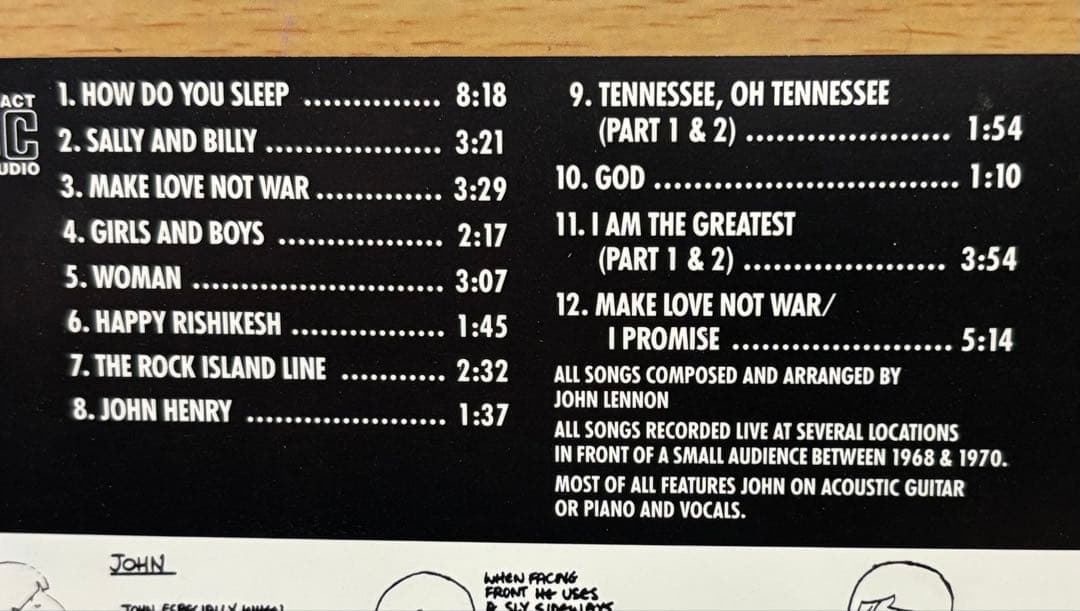 1. HOW DO YOU SLEEP .............. 8:18
2. SALLY AND BILLY .................. 3:21
3. MAKE LOVE NOT WAR ............. 3:29
4. GIRLS AND BOYS ................. 2:17
5. WOMAN .......................... 3:07
6. HAPPY RISHIKESH ................ 1:45
7. THE ROCK ISLAND LINE ........... 2:32
8. JOHN HENRY ..................... 1:37
9. TENNESSEE, OH TENNESSEE
(PART 1 & 2) ..................... 1:54
10. GOD ................................ 1:10
11. I AM THE GREATEST
(PART 1 & 2) ..................... 3:54
12. MAKE LOVE NOT WAR/
I PROMISE ....................... 5:14
ALL SONGS COMPOSED AND ARRANGED BY
JOHN LENNON
ALL SONGS RECORDED LIVE AT SEVERAL LOCATIONS
IN FRONT OF A SMALL AUDIENCE BETWEEN 1968 & 1970.
MOST OF ALL FEATURES JOHN ON ACOUSTIC GUITAR
OR PIANO AND VOCALS.
JOHN
WHEN FACING
FRONT HE USES
A SLY SIDEWAYS